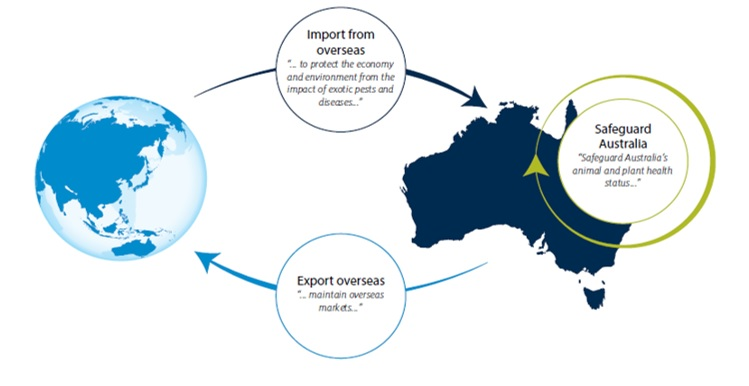 Import from
overseas
"... to protect the economy
and environment from the
impact of exotic pests and
diseases..."
Safeguard
Australia
"Safeguard Australia's
animal and plant health
status..."
Export overseas
"... maintain overseas
markets..."